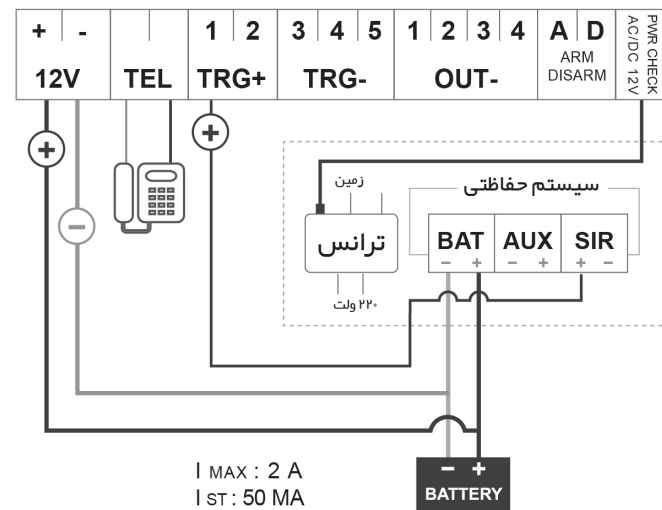 + - 1 2 3 4 5 1 2 3 4 A D
12V TEL TRG+ TRG- OUT- ARM
DISARM
PWR CHECK
AC/DC 12V
+
+
-
زمین
سیستم حفاظتی
ترانس
BAT AUX SIR
- + - + + -
۲۲۰ ولت
I MAX : 2 A
I ST : 50 MA
- +
BATTERY